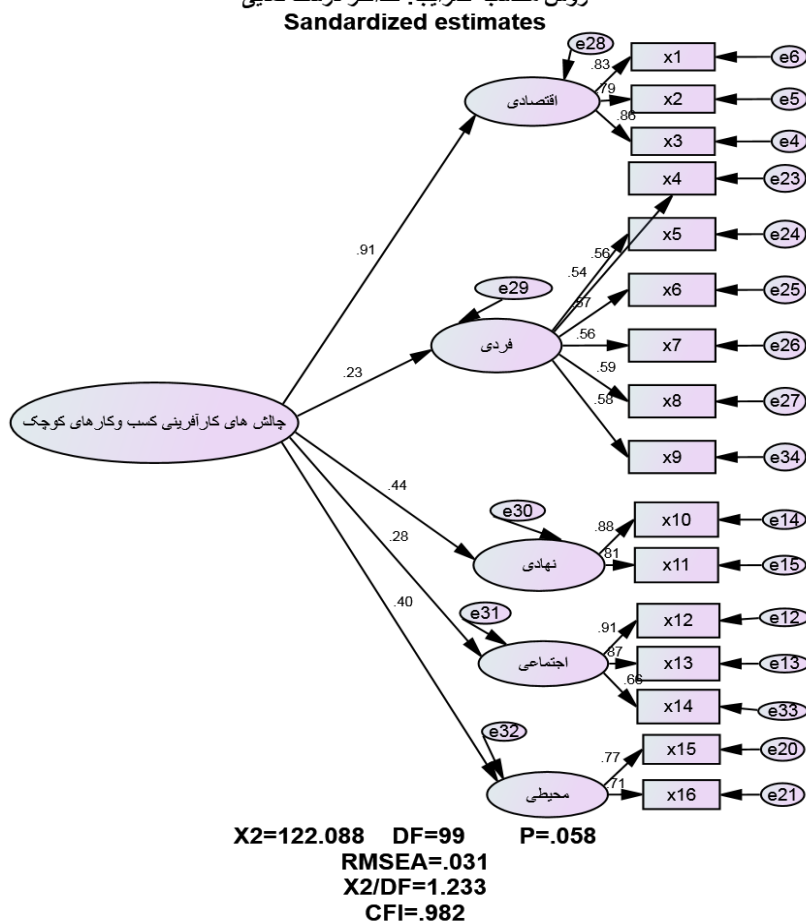 Sandardized estimates
e28
.83
x1
e6
اقتصادی
.79
x2
e5
.86
x3
e4
x4
e23
.91
.56
x5
e24
.54
e29
.57
x6
e25
فردی
.56
x7
e26
.23
.59
x8
e27
.58
x9
e34
چالش های کارآفرینی کسب وکارهای کوچک
.44
e30
.88
x10
e14
.28
نهادی
.81
x11
e15
.40
e31
.91
x12
e12
اجتماعی
.87
x13
e13
.66
x14
e33
e32
.77
x15
e20
محیطی
.71
x16
e21
X2=122.088 DF=99 P=.058
RMSEA=.031
X2/DF=1.233
CFI=.982